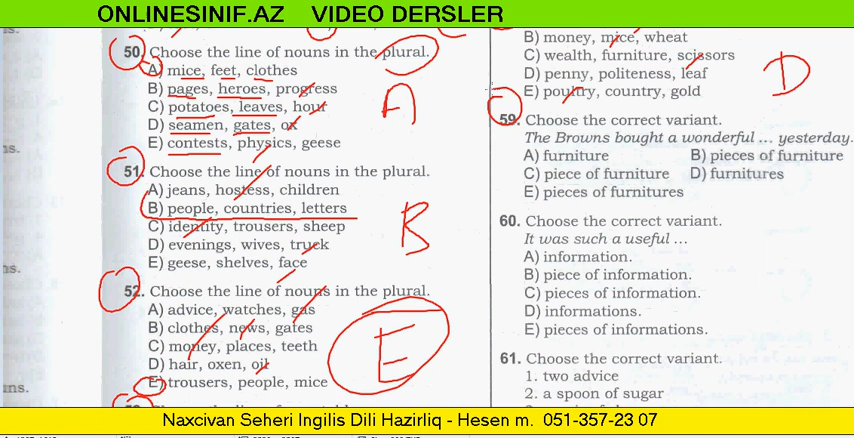 ONLINESINIF.AZ VIDEO DERSLER
50. Choose the line of nouns in the plural.
A) mice, feet, clothes
B) pages, heroes, progress
C) potatoes, leaves, hour
D) seamen, gates, ox
E) contests, physics, geese
A
51. Choose the line of nouns in the plural.
A) jeans, hostess, children
B) people, countries, letters
C) identity, trousers, sheep
D) evenings, wives, truck
E) geese, shelves, face
B
52. Choose the line of nouns in the plural.
A) advice, watches, gas
B) clothes, news, gates
C) money, places, teeth
D) hair, oxen, oil
E) trousers, people, mice
E
B) money, mice, wheat
C) wealth, furniture, scissors
D) penny, politeness, leaf
E) poultry, country, gold
D
59. Choose the correct variant.
The Browns bought a wonderful ... yesterday.
A) furniture B) pieces of furniture
C) piece of furniture D) furnitures
E) pieces of furnitures
60. Choose the correct variant.
It was such a useful ...
A) information.
B) piece of information.
C) pieces of information.
D) informations.
E) pieces of informations.
61. Choose the correct variant.
1. two advice
2. a spoon of sugar
Naxcivan Seheri Ingilis Dili Hazirliq - Hesen m. 051-357-23 07